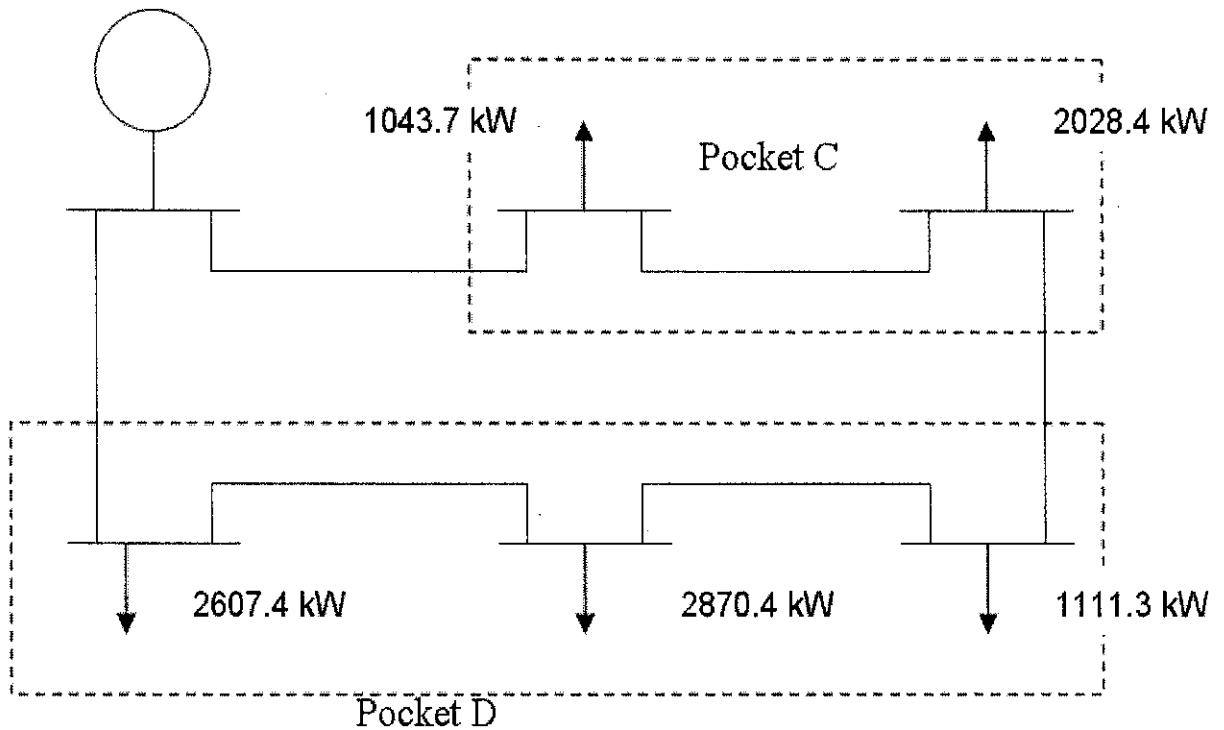 1043.7 kW
2028.4 kW
Pocket C
2607.4 kW
2870.4 kW
1111.3 kW
Pocket D